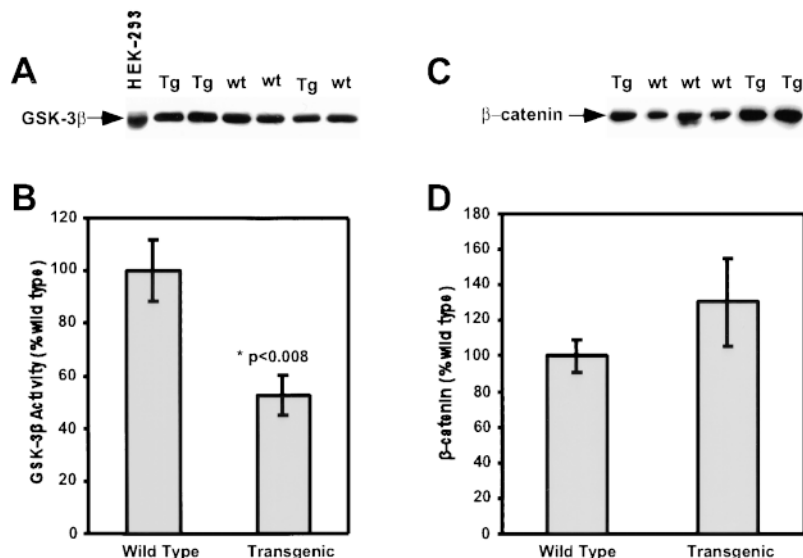 A
HEK-293
Tg Tg wt wt Tg wt
GSK-3β
B
GSK-3β Activity (% wild type)
120
100
80
60
40
20
0
* p<0.008
Wild Type Transgenic
C
Tg wt wt wt Tg Tg
β-catenin
D
β-catenin (% wild type)
180
160
140
120
100
80
60
40
20
0
Wild Type Transgenic